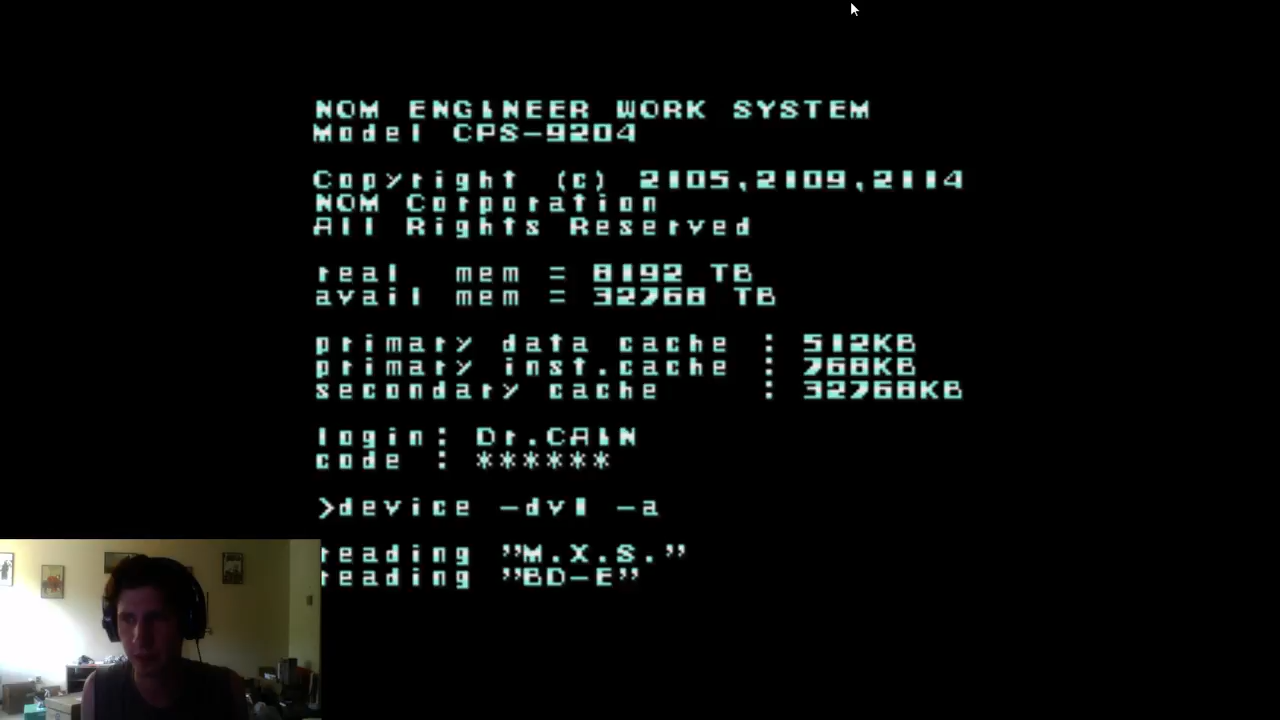 NOM ENGINEER WORK SYSTEM
Model CPS-9204
Copyright (c) 2105,2109,2114
NOM Corporation
All Rights Reserved
real mem = 8192 TB
avail mem = 32768 TB
primary data cache : 512KB
primary inst.cache : 768KB
secondary cache : 32768KB
login: Dr.CAIN
code : ******
>device -dvl -a
reading "M.X.S."
reading "BD-E"